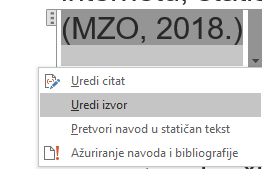 (MZO, 2018.)
Uredi citat
Uredi izvor
Pretvori navod u statičan tekst
Ažuriranje navoda i bibliografije